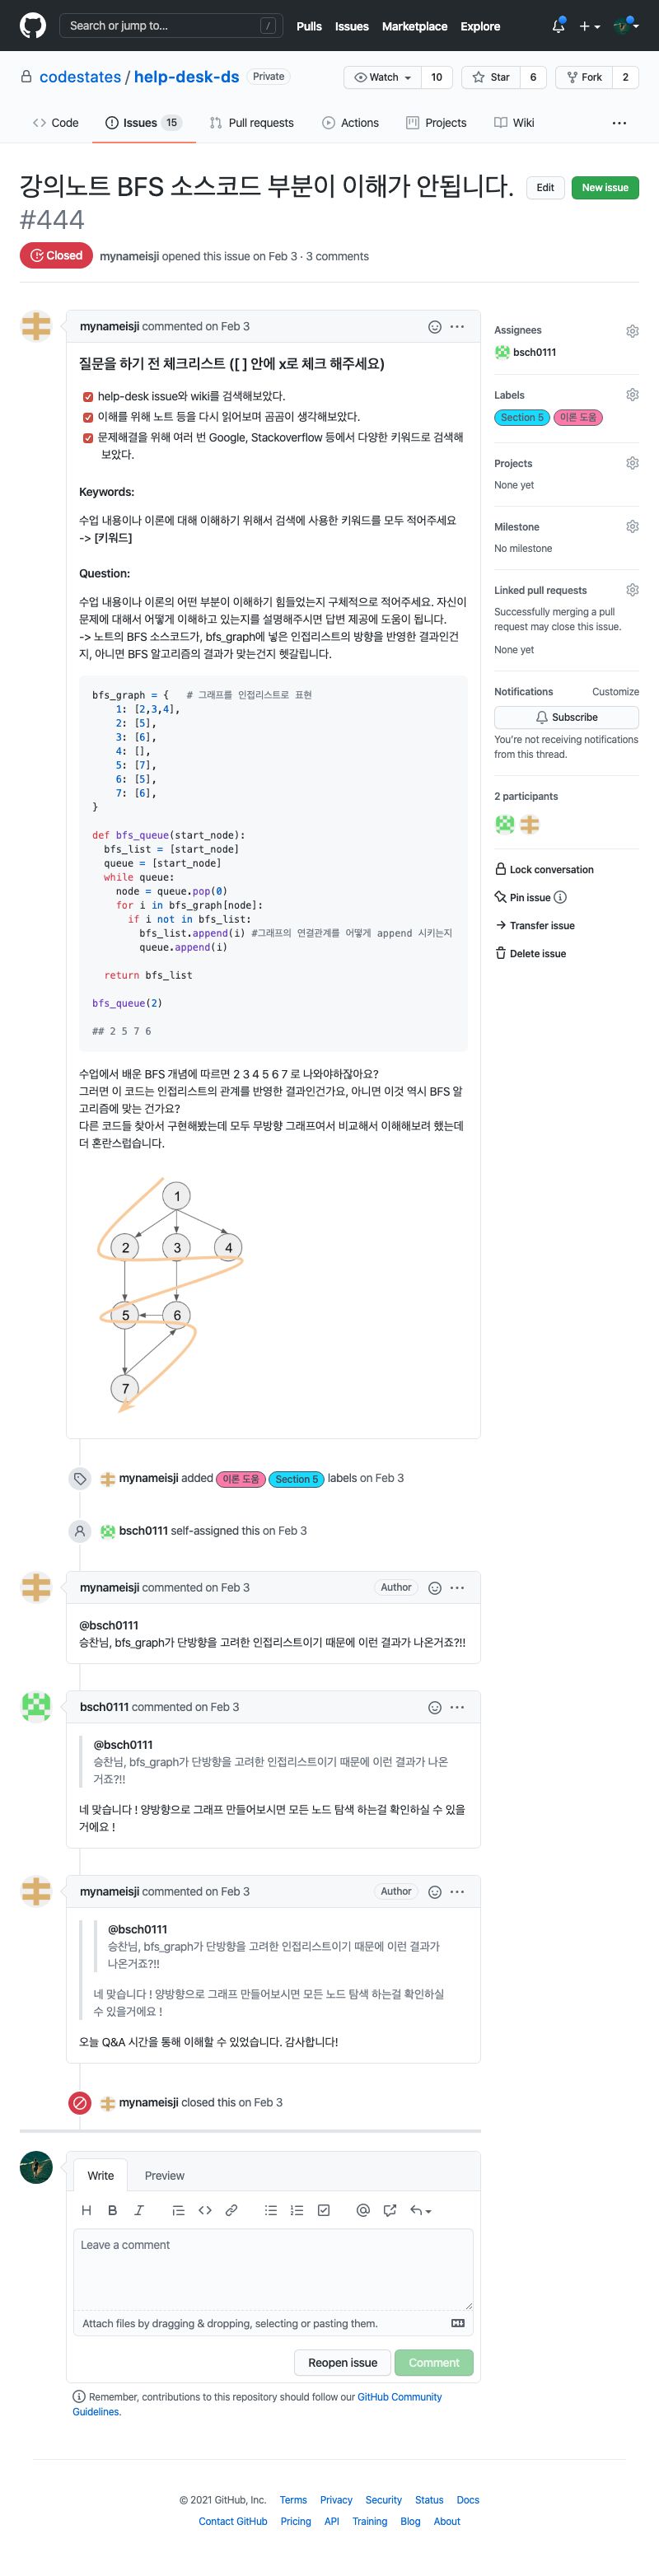 Search or jump to... / Pulls Issues Marketplace Explore
codestates / help-desk-ds Private
Watch 10 Star 6 Fork 2
Code Issues 15 Pull requests Actions Projects Wiki
강의노트 BFS 소스코드 부분이 이해가 안됩니다.
#444
Edit New issue
Closed mynameisji opened this issue on Feb 3 · 3 comments
mynameisji commented on Feb 3
질문을 하기 전 체크리스트 ([ ] 안에 x로 체크 해주세요)
help-desk issue와 wiki를 검색해보았다.
이해를 위해 노트 등을 다시 읽어보며 곰곰이 생각해보았다.
문제해결을 위해 여러 번 Google, Stackoverflow 등에서 다양한 키워드로 검색해
보았다.
Keywords:
수업 내용이나 이론에 대해 이해하기 위해서 검색에 사용한 키워드를 모두 적어주세요
-> [키워드]
Question:
수업 내용이나 이론의 어떤 부분이 이해하기 힘들었는지 구체적으로 적어주세요. 자신이
문제에 대해서 어떻게 이해하고 있는지를 설명해주시면 답변 제공에 도움이 됩니다.
-> 노트의 BFS 소스코드가, bfs_graph에 넣은 인접리스트의 방향을 반영한 결과인건
지, 아니면 BFS 알고리즘의 결과가 맞는건지 헷갈립니다.
bfs_graph = { # 그래프를 인접리스트로 표현
1: [2,3,4],
2: [5],
3: [6],
4: [],
5: [7],
6: [5],
7: [6],
}
def bfs_queue(start_node):
bfs_list = [start_node]
queue = [start_node]
while queue:
node = queue.pop(0)
for i in bfs_graph[node]:
if i not in bfs_list:
bfs_list.append(i) #그래프의 연결관계를 어떻게 append 시키는지
queue.append(i)
return bfs_list
bfs_queue(2)
## 2 5 7 6
수업에서 배운 BFS 개념에 따르면 2 3 4 5 6 7 로 나와야하잖아요?
그러면 이 코드는 인접리스트의 관계를 반영한 결과인건가요, 아니면 이것 역시 BFS 알
고리즘에 맞는 건가요?
다른 코드들 찾아서 구현해봤는데 모두 무방향 그래프여서 비교해서 이해해보려 했는데
더 혼란스럽습니다.
1
2 3 4
5 6
7
mynameisji added 이론 도움 Section 5 labels on Feb 3
bsch0111 self-assigned this on Feb 3
mynameisji commented on Feb 3 Author
@bsch0111
승찬님, bfs_graph가 단방향을 고려한 인접리스트이기 때문에 이런 결과가 나온거죠?!!
bsch0111 commented on Feb 3
@bsch0111
승찬님, bfs_graph가 단방향을 고려한 인접리스트이기 때문에 이런 결과가 나온
거죠?!!
네 맞습니다 ! 양방향으로 그래프 만들어보시면 모든 노드 탐색 하는걸 확인하실 수 있을
거에요 !
mynameisji commented on Feb 3 Author
@bsch0111
승찬님, bfs_graph가 단방향을 고려한 인접리스트이기 때문에 이런 결과가
나온거죠?!!
네 맞습니다 ! 양방향으로 그래프 만들어보시면 모든 노드 탐색 하는걸 확인하실
수 있을거에요 !
오늘 Q&A 시간을 통해 이해할 수 있었습니다. 감사합니다!
mynameisji closed this on Feb 3
Write Preview
H B I
Leave a comment
Attach files by dragging & dropping, selecting or pasting them.
Reopen issue Comment
Remember, contributions to this repository should follow our GitHub Community
Guidelines.
Assignees
bsch0111
Labels
Section 5 이론 도움
Projects
None yet
Milestone
No milestone
Linked pull requests
Successfully merging a pull
request may close this issue.
None yet
Notifications Customize
Subscribe
You're not receiving notifications
from this thread.
2 participants
Lock conversation
Pin issue
Transfer issue
Delete issue
© 2021 GitHub, Inc. Terms Privacy Security Status Docs
Contact GitHub Pricing API Training Blog About